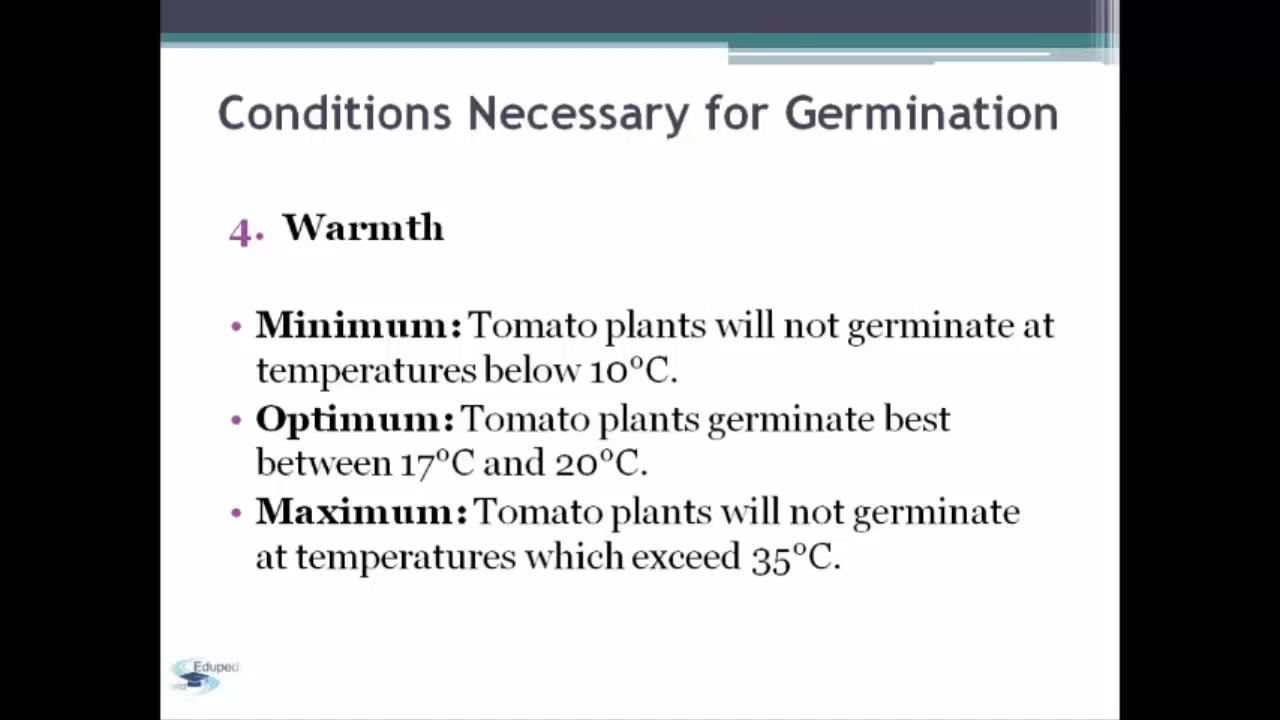 Conditions Necessary for Germination
4. Warmth
• Minimum: Tomato plants will not germinate at
temperatures below 10°C.
• Optimum: Tomato plants germinate best
between 17°C and 20°C.
• Maximum: Tomato plants will not germinate
at temperatures which exceed 35°C.
Eduped